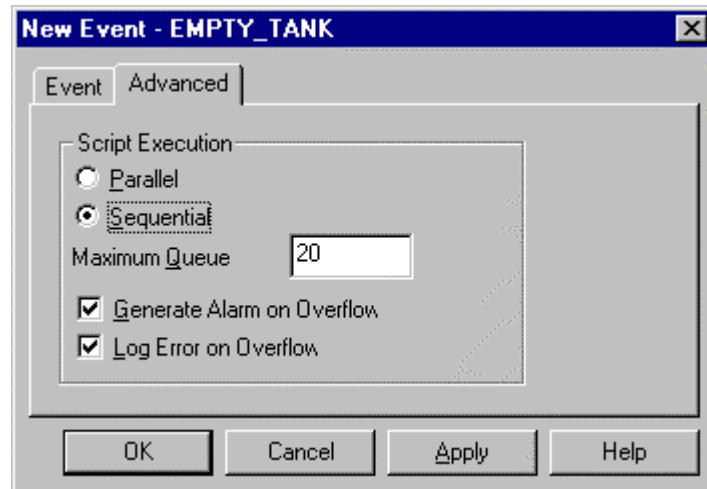 New Event - EMPTY_TANK
Event Advanced
Script Execution
Parallel
Sequential
Maximum Queue 20
Generate Alarm on Overflow
Log Error on Overflow
OK Cancel Apply Help